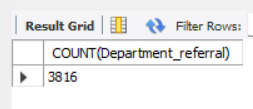 Result Grid Filter Rows:
COUNT(Department_referral)
3816